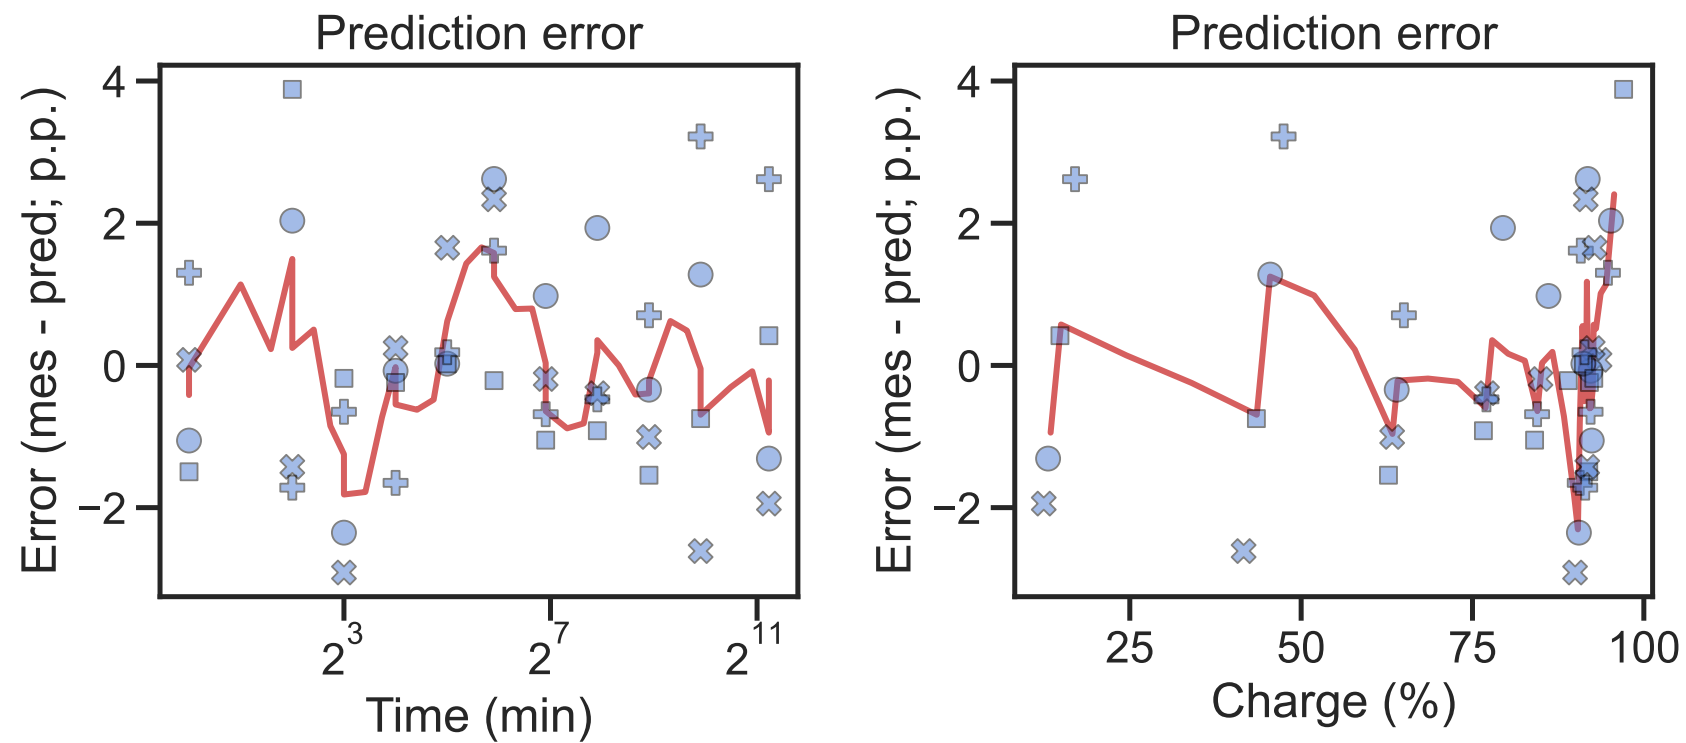 Prediction error
4
2
0
−2
Error (mes - pred; p.p.)
2^3
2^7
2^11
Time (min)
Prediction error
4
2
0
−2
Error (mes - pred; p.p.)
25
50
75
100
Charge (%)